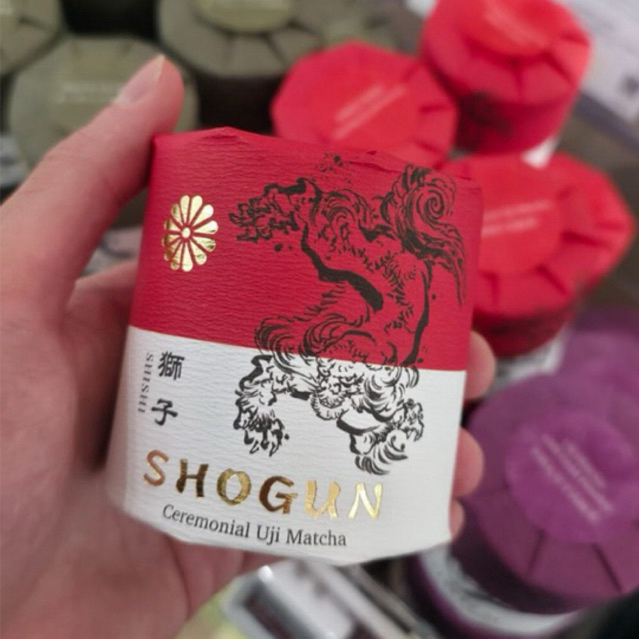 獅子
SHISHI
SHOGUN
Ceremonial Uji Matcha